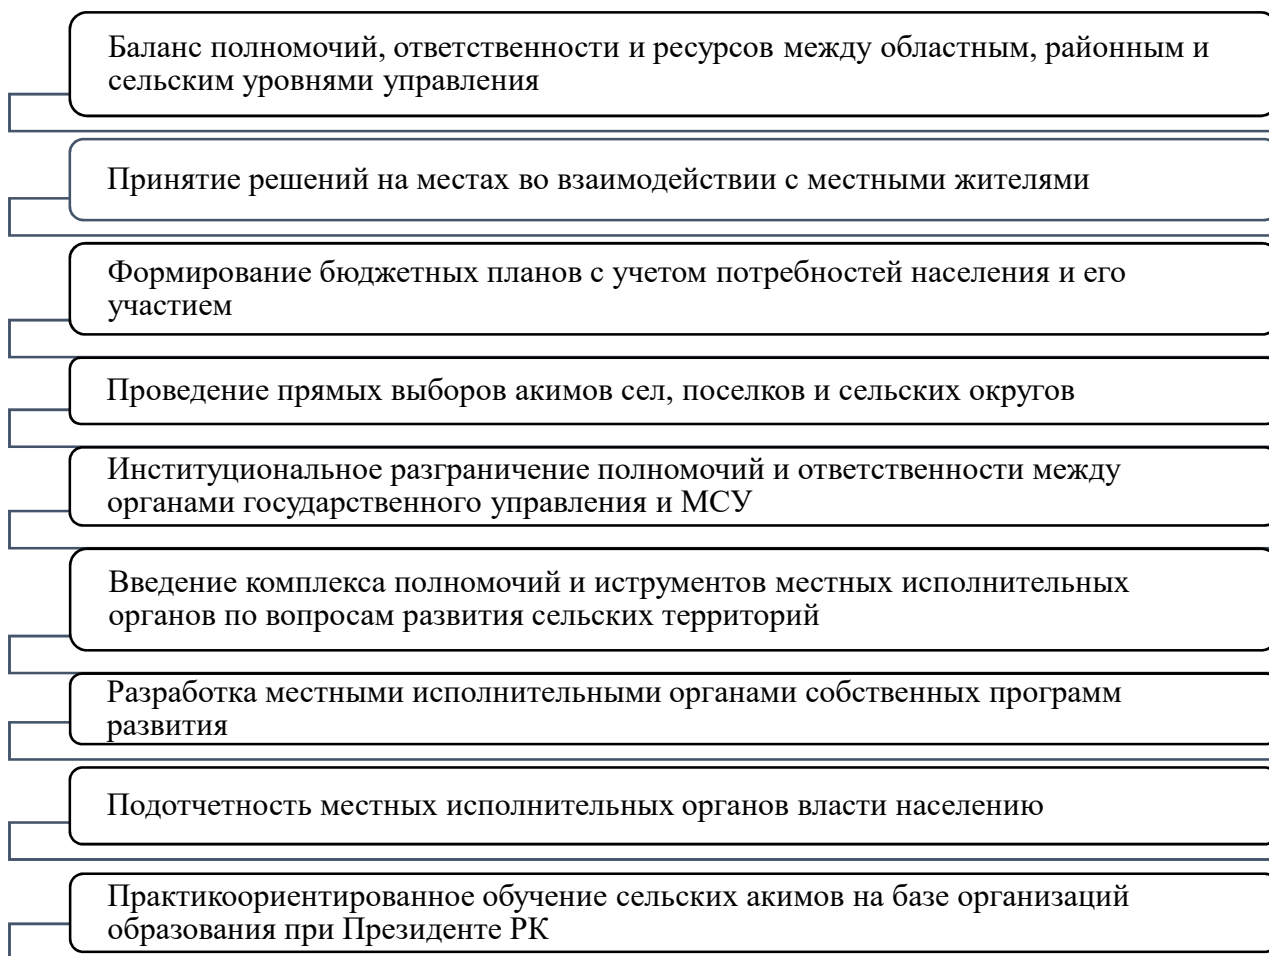 Баланс полномочий, ответственности и ресурсов между областным, районным и
сельским уровнями управления
Принятие решений на местах во взаимодействии с местными жителями
Формирование бюджетных планов с учетом потребностей населения и его
участием
Проведение прямых выборов акимов сел, поселков и сельских округов
Институциональное разграничение полномочий и ответственности между
органами государственного управления и МСУ
Введение комплекса полномочий и иструментов местных исполнительных
органов по вопросам развития сельских территорий
Разработка местными исполнительными органами собственных программ
развития
Подотчетность местных исполнительных органов власти населению
Практикоориентированное обучение сельских акимов на базе организаций
образования при Президенте РК